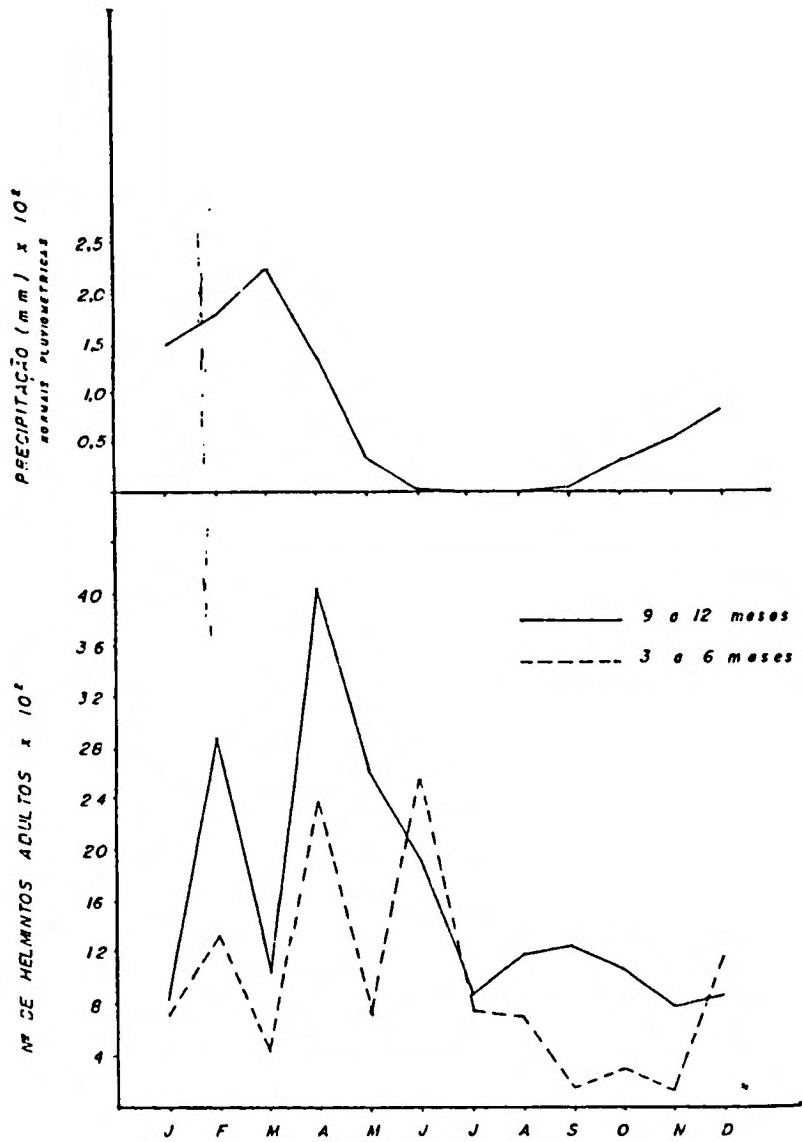 PRECIPITAÇÃO (mm) x 10²
NORMAIS PLUVIOMETRICAS
2,5
2,0
1,5
1,0
0,5
Nº DE HELMINTOS ADULTOS x 10²
40
36
32
28
24
20
16
12
8
4
9 a 12 meses
3 a 6 meses
J F M A M J J A S O N D